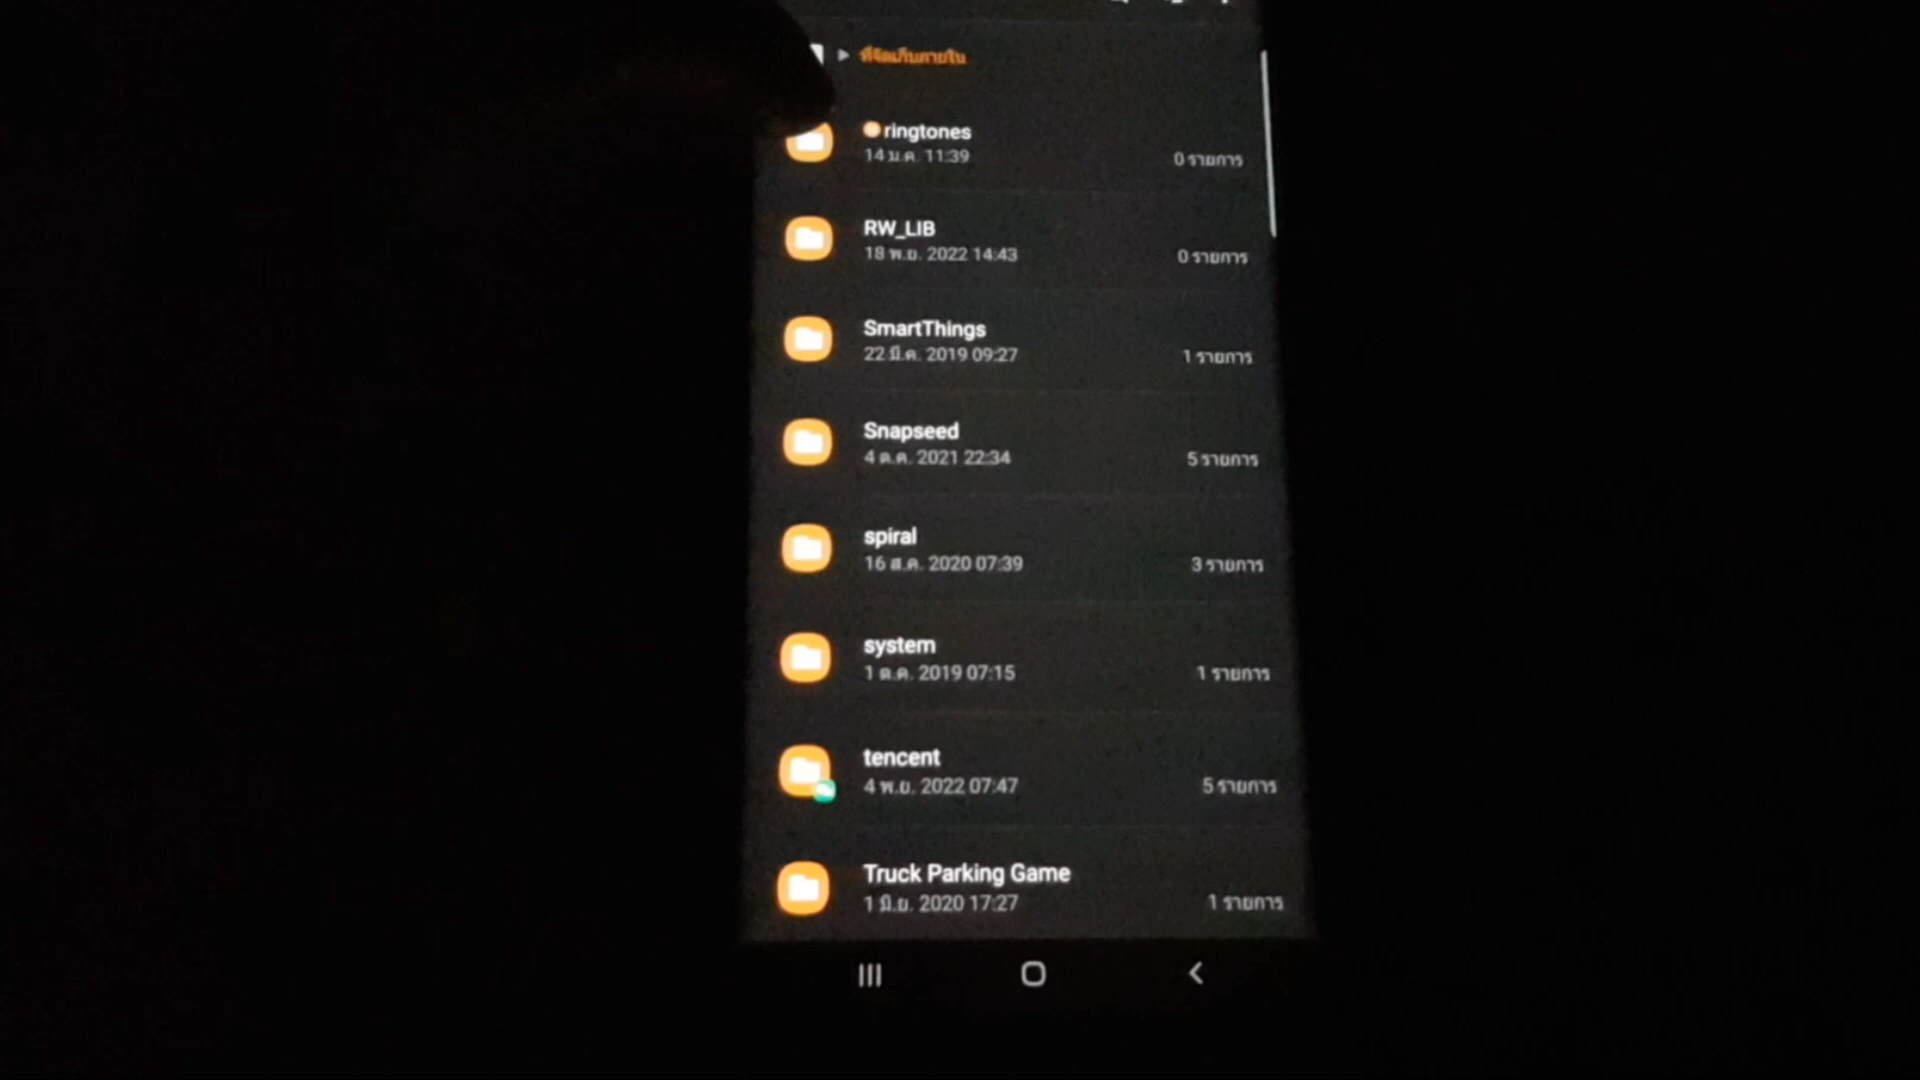 ที่จัดเก็บภายใน
ringtones
14 ม.ค. 11:39
0 รายการ
RW_LIB
18 พ.ย. 2022 14:43
0 รายการ
SmartThings
22 มี.ค. 2019 09:27
1 รายการ
Snapseed
4 ต.ค. 2021 22:34
5 รายการ
spiral
16 ส.ค. 2020 07:39
3 รายการ
system
1 ต.ค. 2019 07:15
1 รายการ
tencent
4 พ.ย. 2022 07:47
5 รายการ
Truck Parking Game
1 มิ.ย. 2020 17:27
1 รายการ